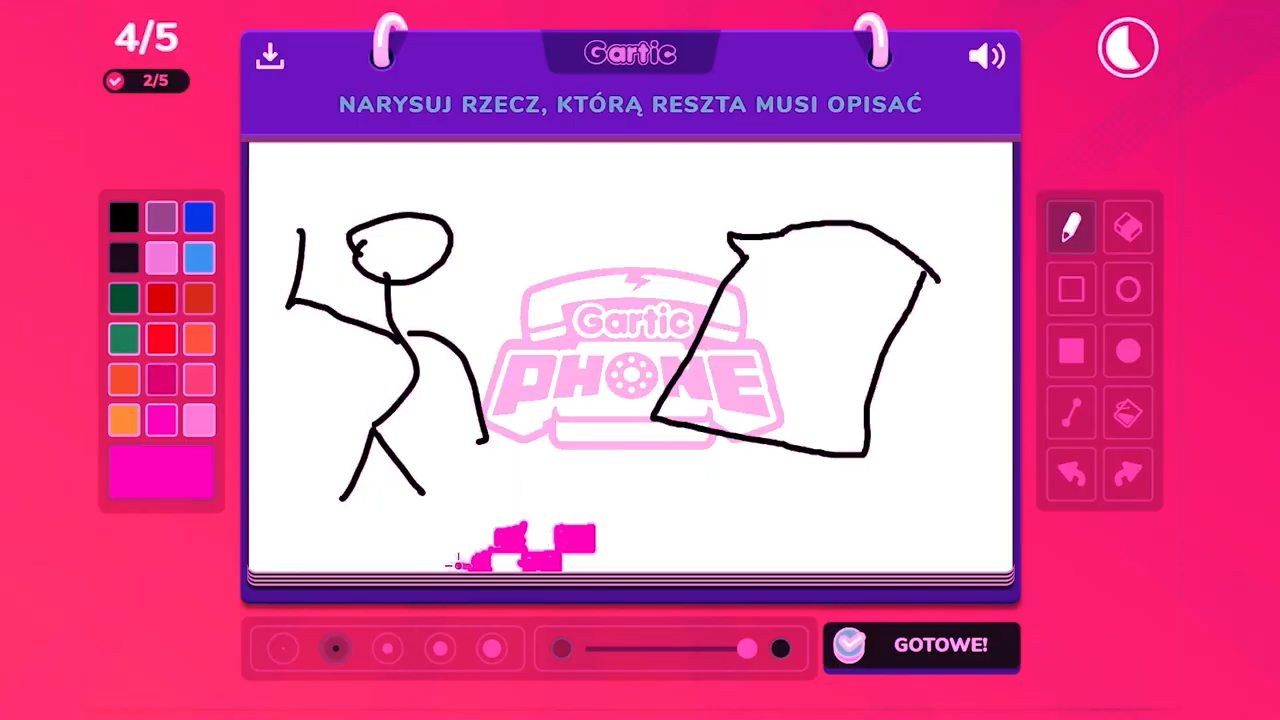 4/5
2/5
Gartic
NARYSUJ RZECZ, KTÓRĄ RESZTA MUSI OPISAĆ
Gartic
PHONE
GOTOWE!